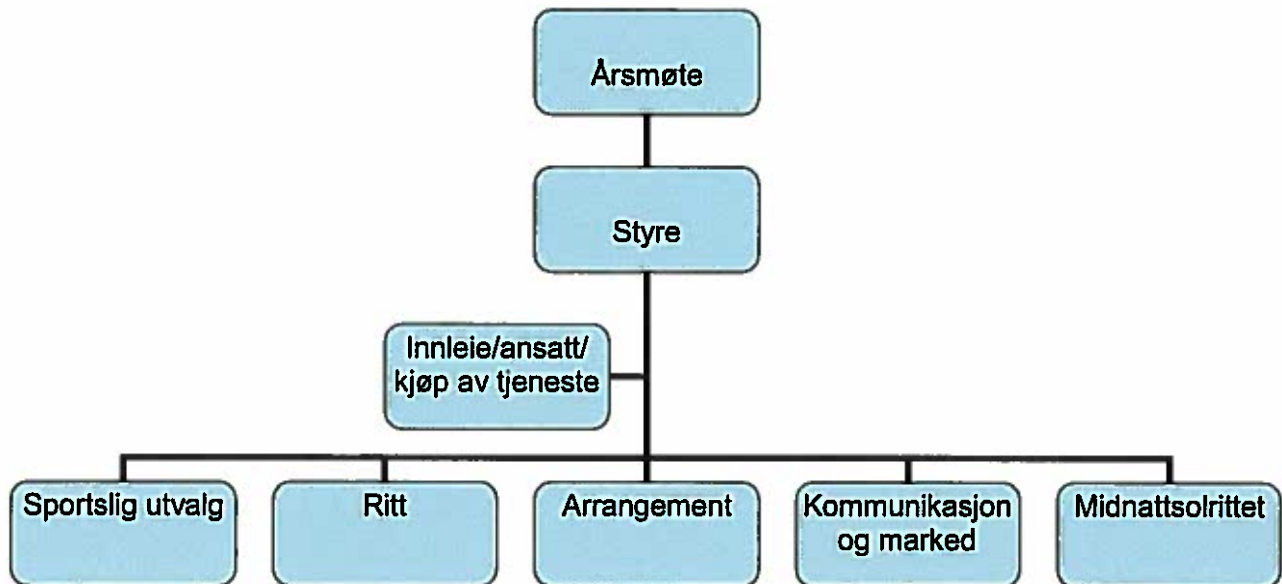 Årsmøte
Styre
Innleie/ansatt/
kjøp av tjeneste
Sportslig utvalg
Ritt
Arrangement
Kommunikasjon
og marked
Midnattsolrittet